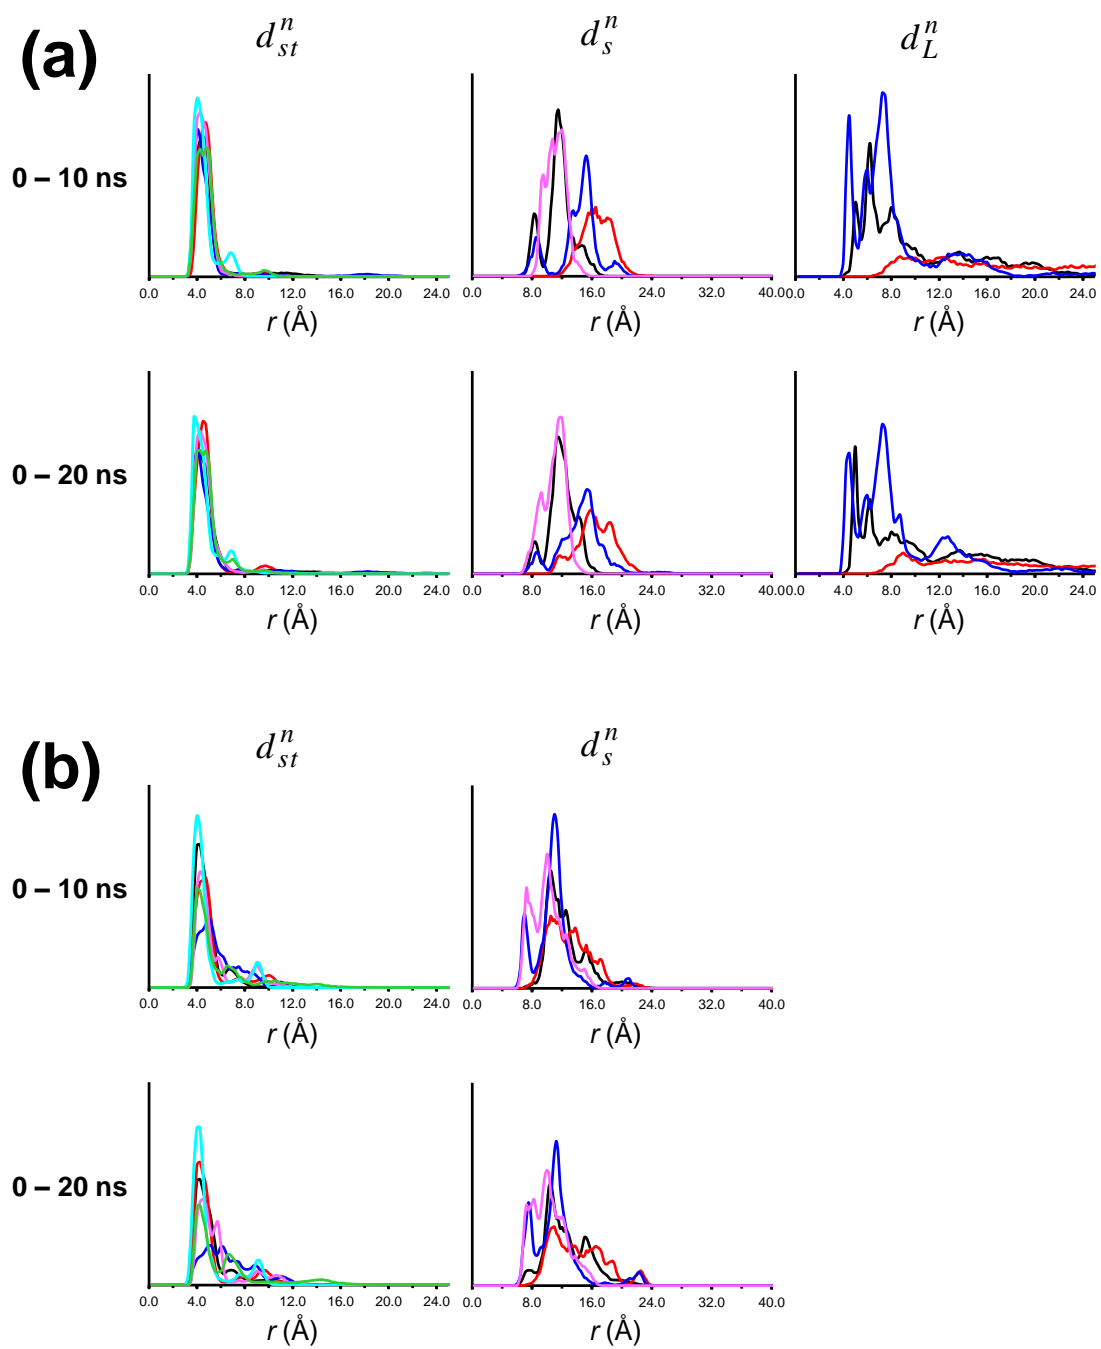 (a)
d_{st}^{n} d_{s}^{n} d_{L}^{n}
0 – 10 ns
0.0 4.0 8.0 12.0 16.0 20.0 24.0 0.0 8.0 16.0 24.0 32.0 40.0 0.0 4.0 8.0 12.0 16.0 20.0 24.0
r (Å) r (Å) r (Å)
0 – 20 ns
0.0 4.0 8.0 12.0 16.0 20.0 24.0 0.0 8.0 16.0 24.0 32.0 40.0 0.0 4.0 8.0 12.0 16.0 20.0 24.0
r (Å) r (Å) r (Å)
(b)
d_{st}^{n} d_{s}^{n}
0 – 10 ns
0.0 4.0 8.0 12.0 16.0 20.0 24.0 0.0 8.0 16.0 24.0 32.0 40.0
r (Å) r (Å)
0 – 20 ns
0.0 4.0 8.0 12.0 16.0 20.0 24.0 0.0 8.0 16.0 24.0 32.0 40.0
r (Å) r (Å)